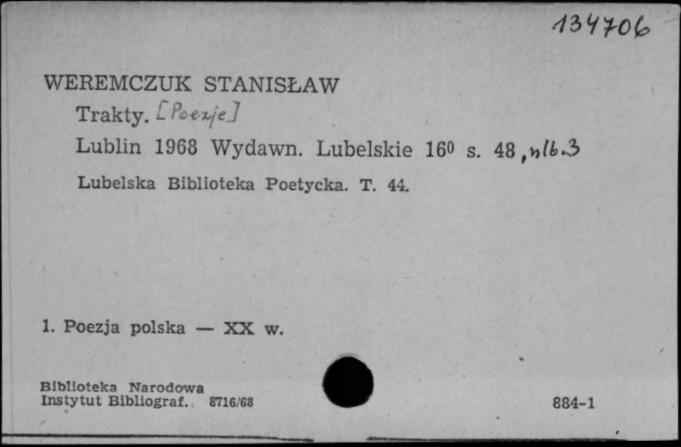 134706
WEREMCZUK STANISŁAW
Trakty. [Poezje]
Lublin 1968 Wydawn. Lubelskie 16⁰ s. 48, nlb. 3
Lubelska Biblioteka Poetycka. T. 44.
1. Poezja polska — XX w.
Biblioteka Narodowa
Instytut Bibliograf. 8716/68
884-1